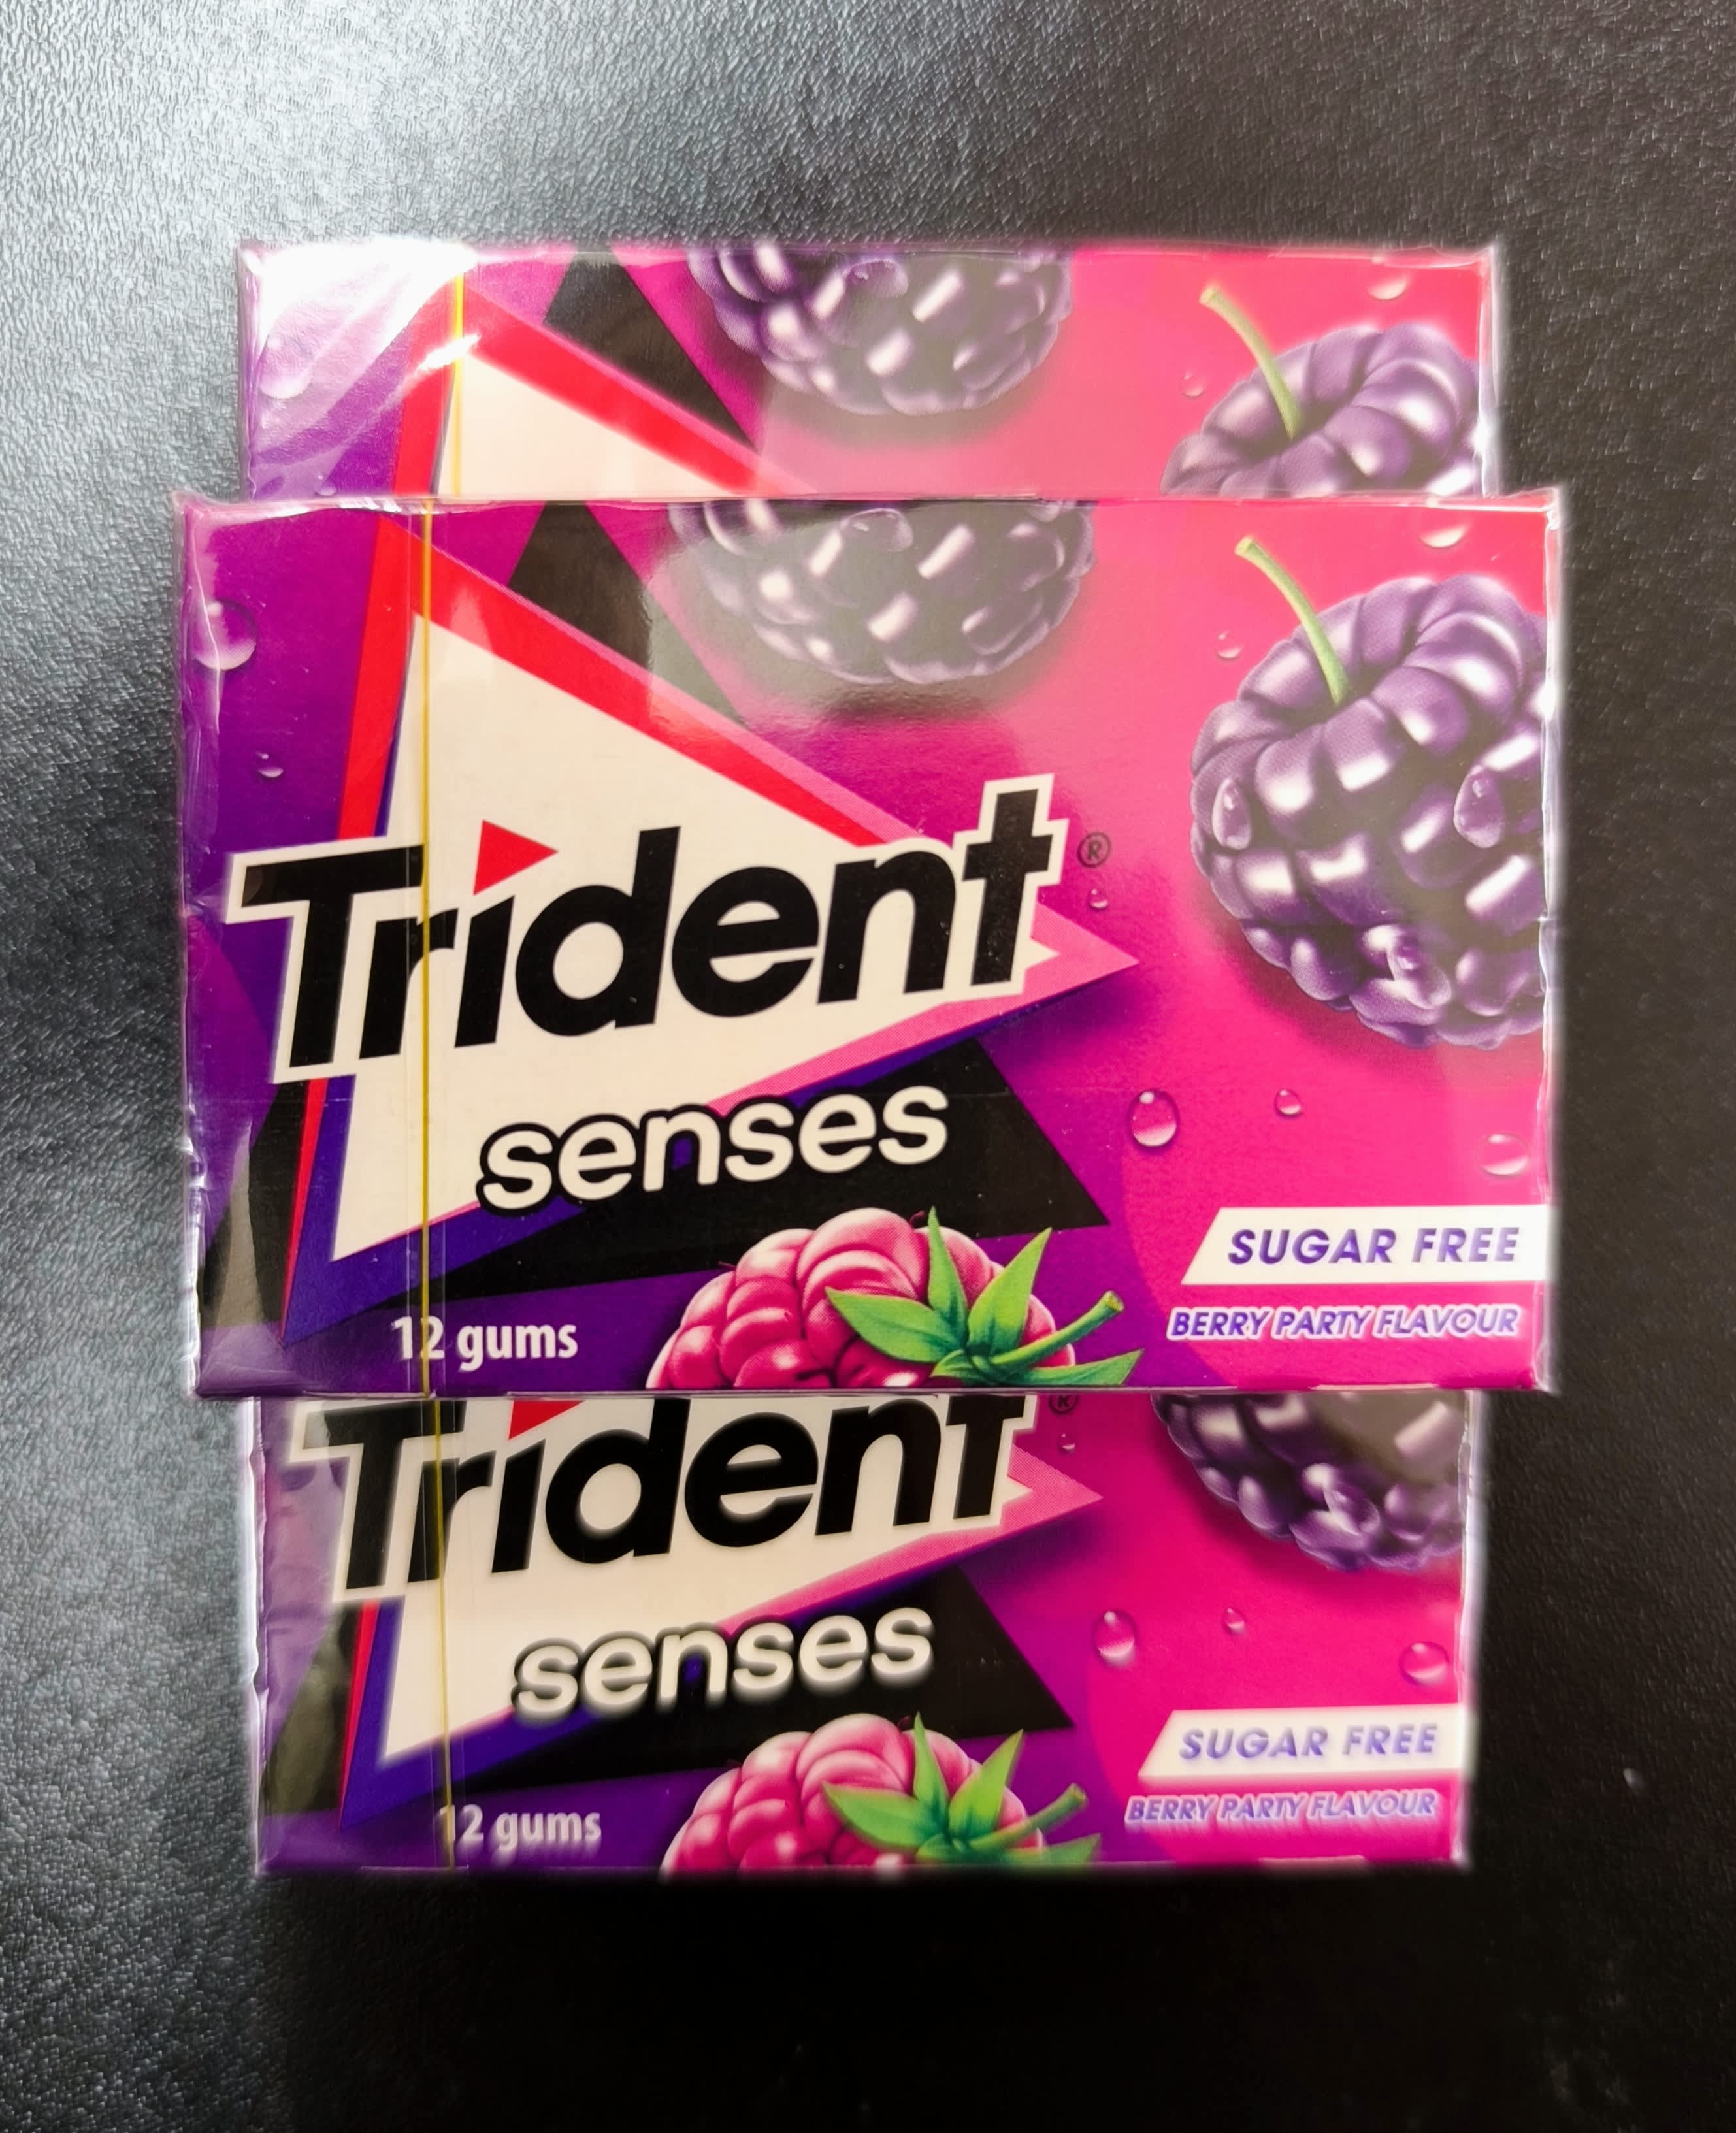 Trident®
senses
SUGAR FREE
BERRY PARTY FLAVOUR
12 gums
Trident®
senses
SUGAR FREE
BERRY PARTY FLAVOUR
12 gums